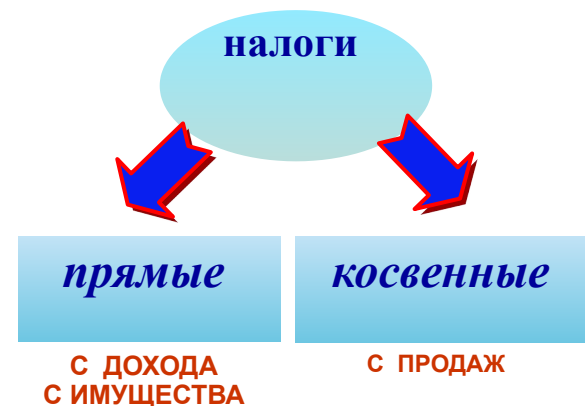 налоги
прямые
косвенные
С ДОХОДА
С ИМУЩЕСТВА
С ПРОДАЖ